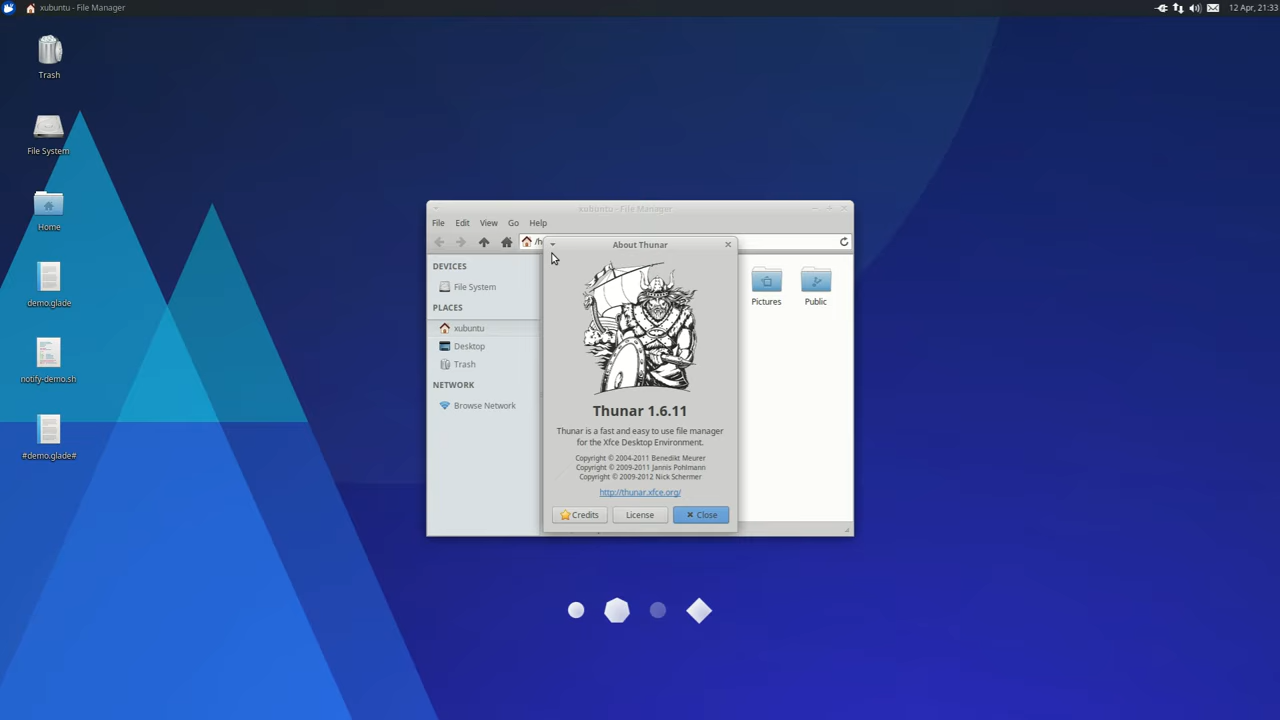 xubuntu - File Manager
12 Apr, 21:33
Trash
File System
Home
demo.glade
notify-demo.sh
#demo.glade#
xubuntu - File Manager
File Edit View Go Help
DEVICES
File System
PLACES
xubuntu
Desktop
Trash
NETWORK
Browse Network
Pictures
Public
About Thunar
Thunar 1.6.11
Thunar is a fast and easy to use file manager
for the Xfce Desktop Environment.
Copyright © 2004-2011 Benedikt Meurer
Copyright © 2009-2011 Jannis Pohlmann
Copyright © 2009-2012 Nick Schermer
http://thunar.xfce.org/
Credits License Close